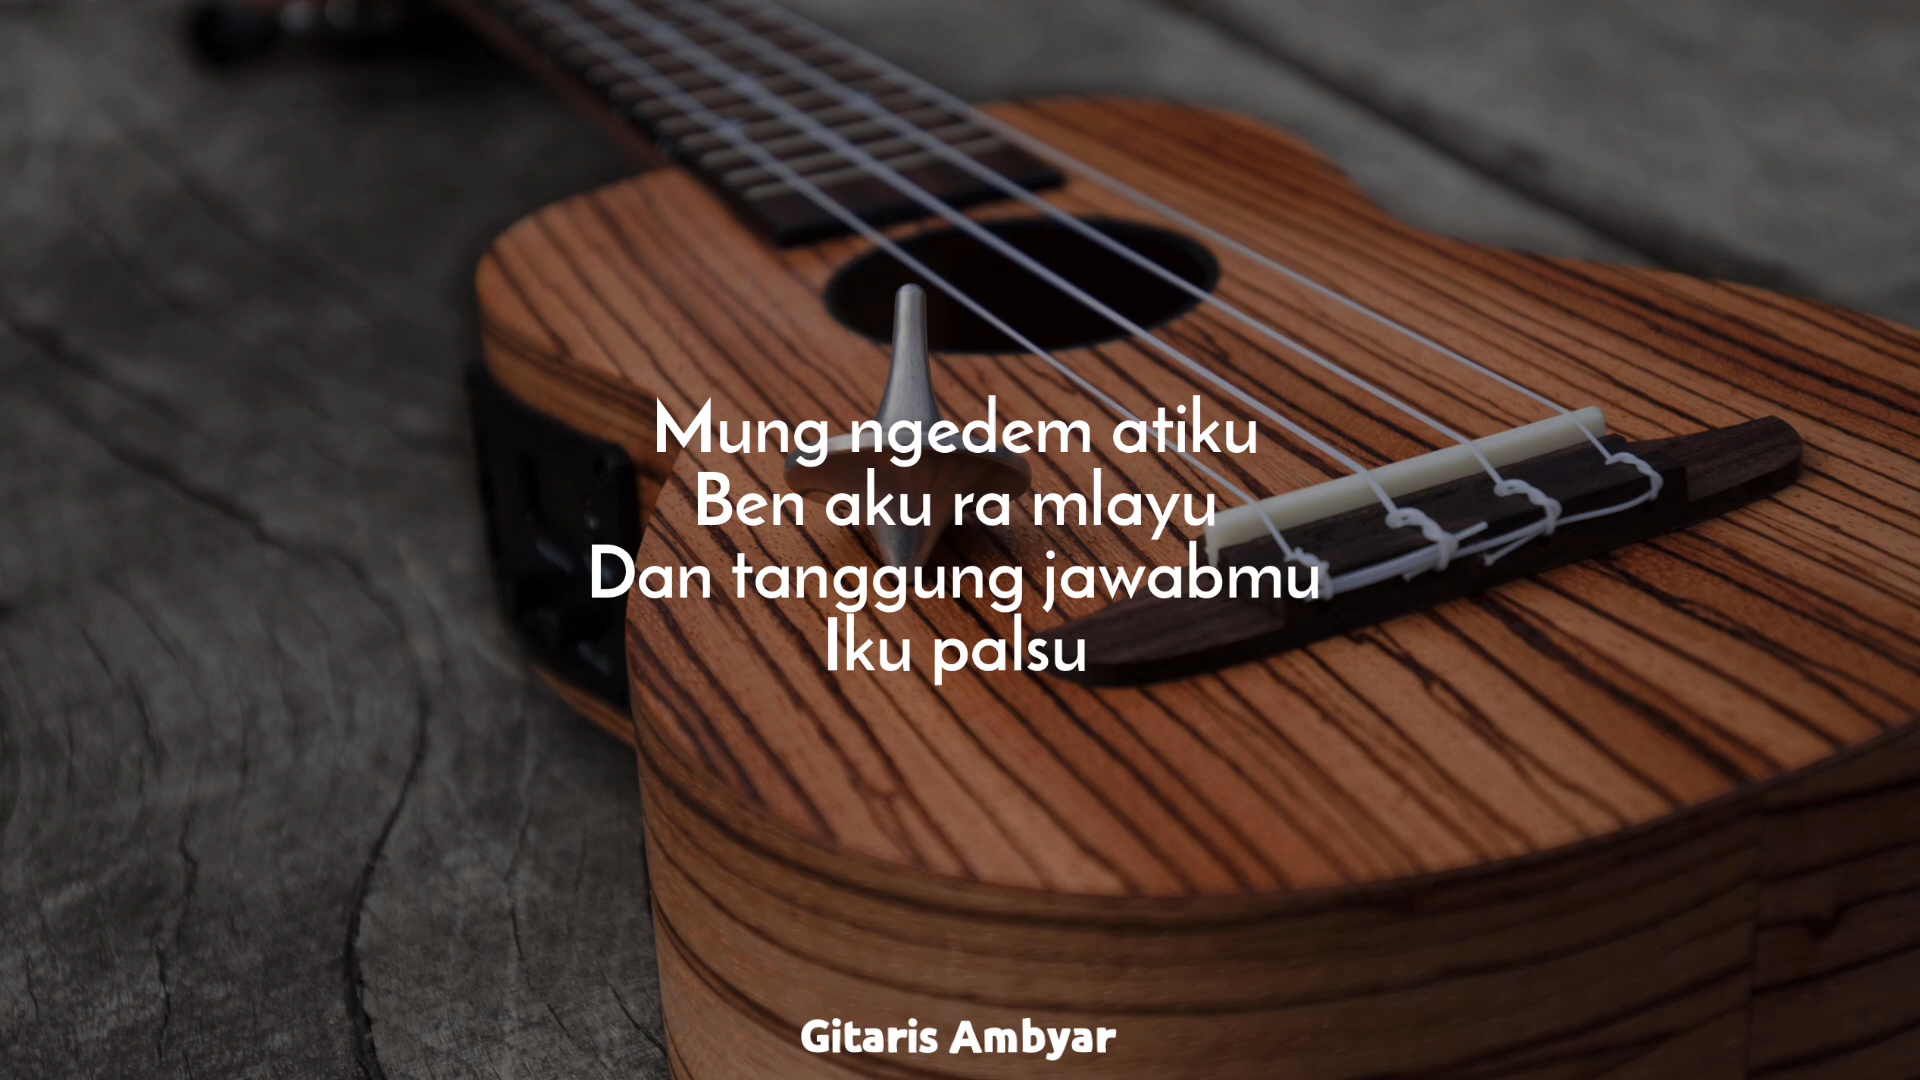 Mung ngedem atiku
Ben aku ra mlayu
Dan tanggung jawabmu
Iku palsu
Gitaris Ambyar